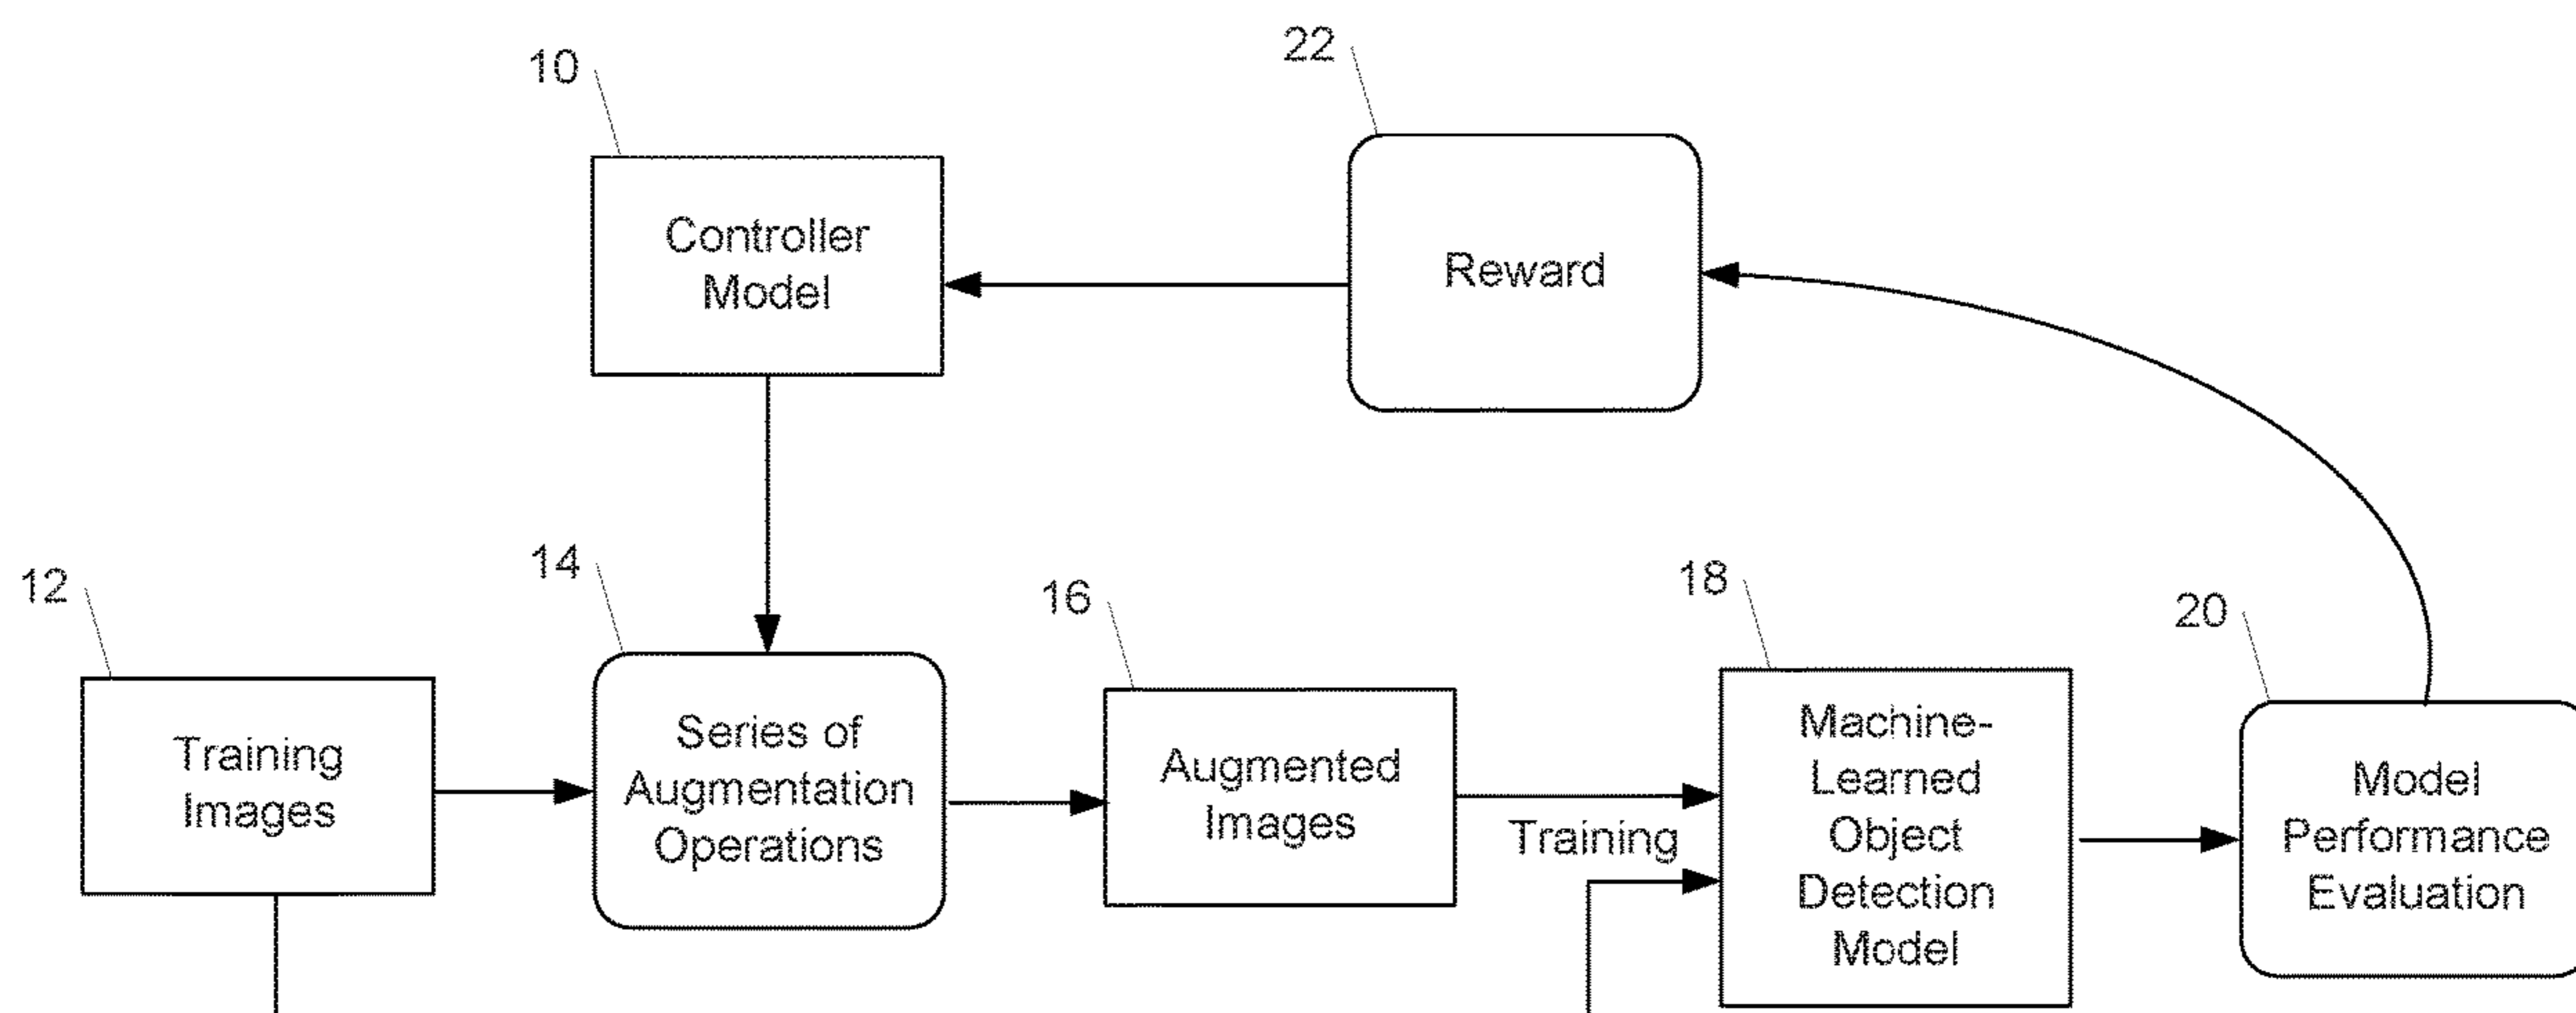 22
10
Controller
Model
Reward
12
14
16
18
20
Training
Images
Series of
Augmentation
Operations
Augmented
Images
Training
Machine-
Learned
Object
Detection
Model
Model
Performance
Evaluation